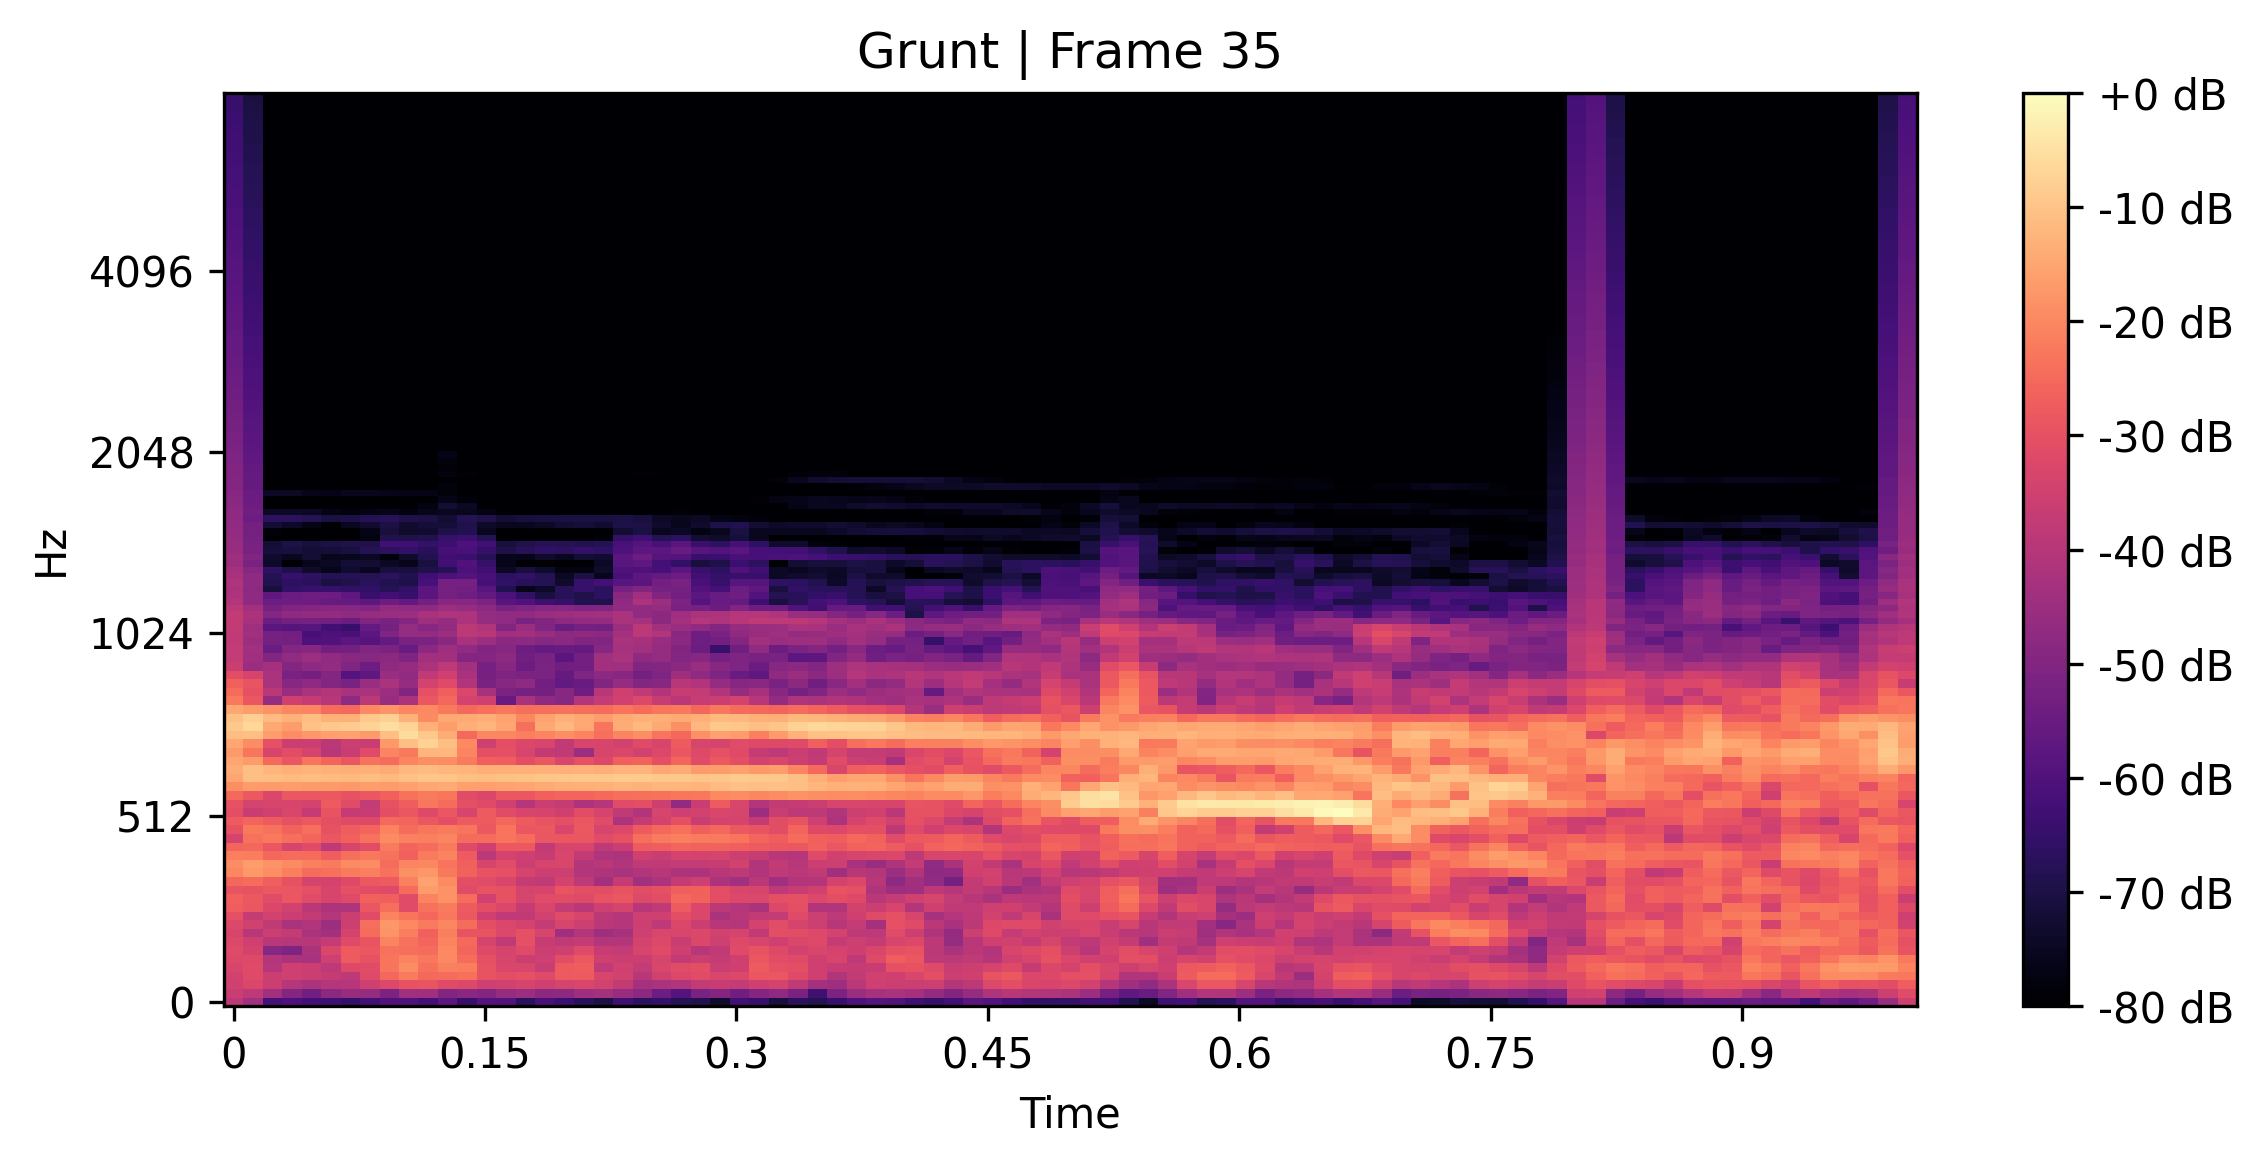 Grunt | Frame 35
+0 dB
-10 dB
-20 dB
-30 dB
-40 dB
-50 dB
-60 dB
-70 dB
-80 dB
4096
2048
1024
512
0
Hz
0 0.15 0.3 0.45 0.6 0.75 0.9
Time